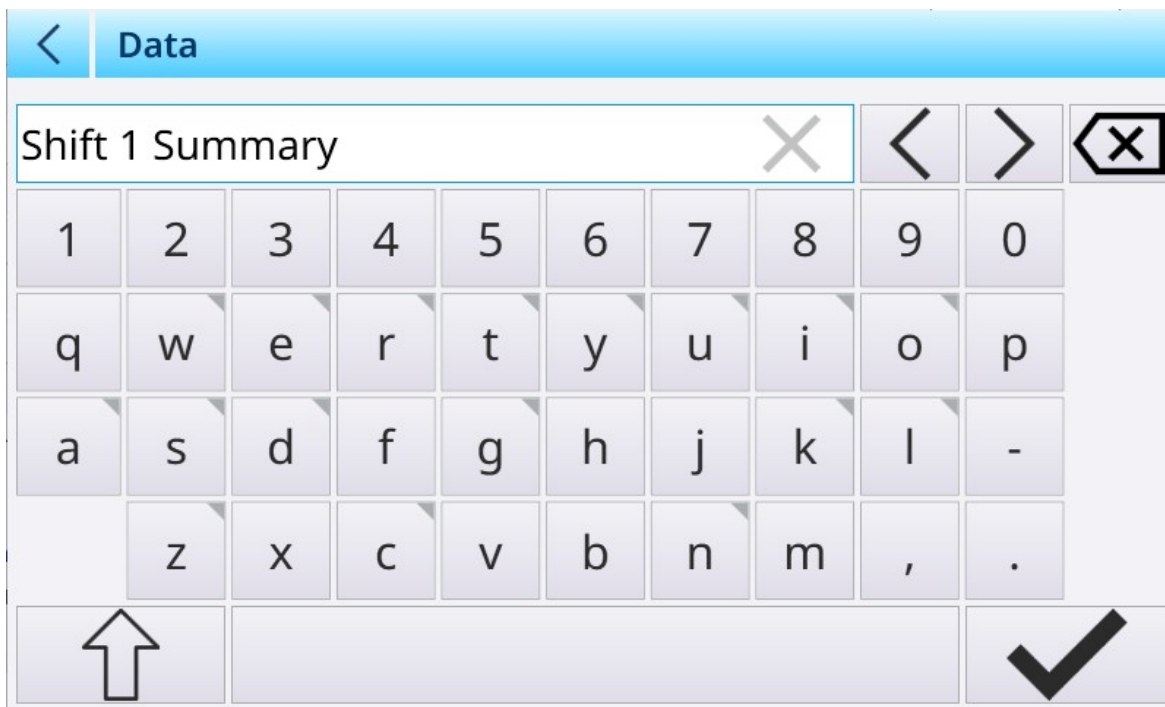 Data
Shift 1 Summary
1 2 3 4 5 6 7 8 9 0
q w e r t y u i o p
a s d f g h j k l -
z x c v b n m , .